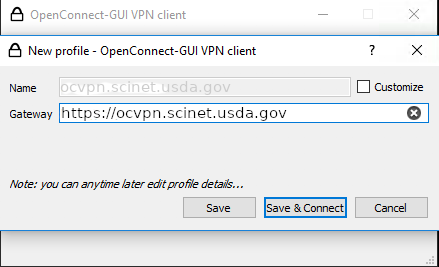 OpenConnect-GUI VPN client
New profile - OpenConnect-GUI VPN client ?
Name ocvpn.scinet.usda.gov Customize
Gateway https://ocvpn.scinet.usda.gov
Note: you can anytime later edit profile details...
Save Save & Connect Cancel